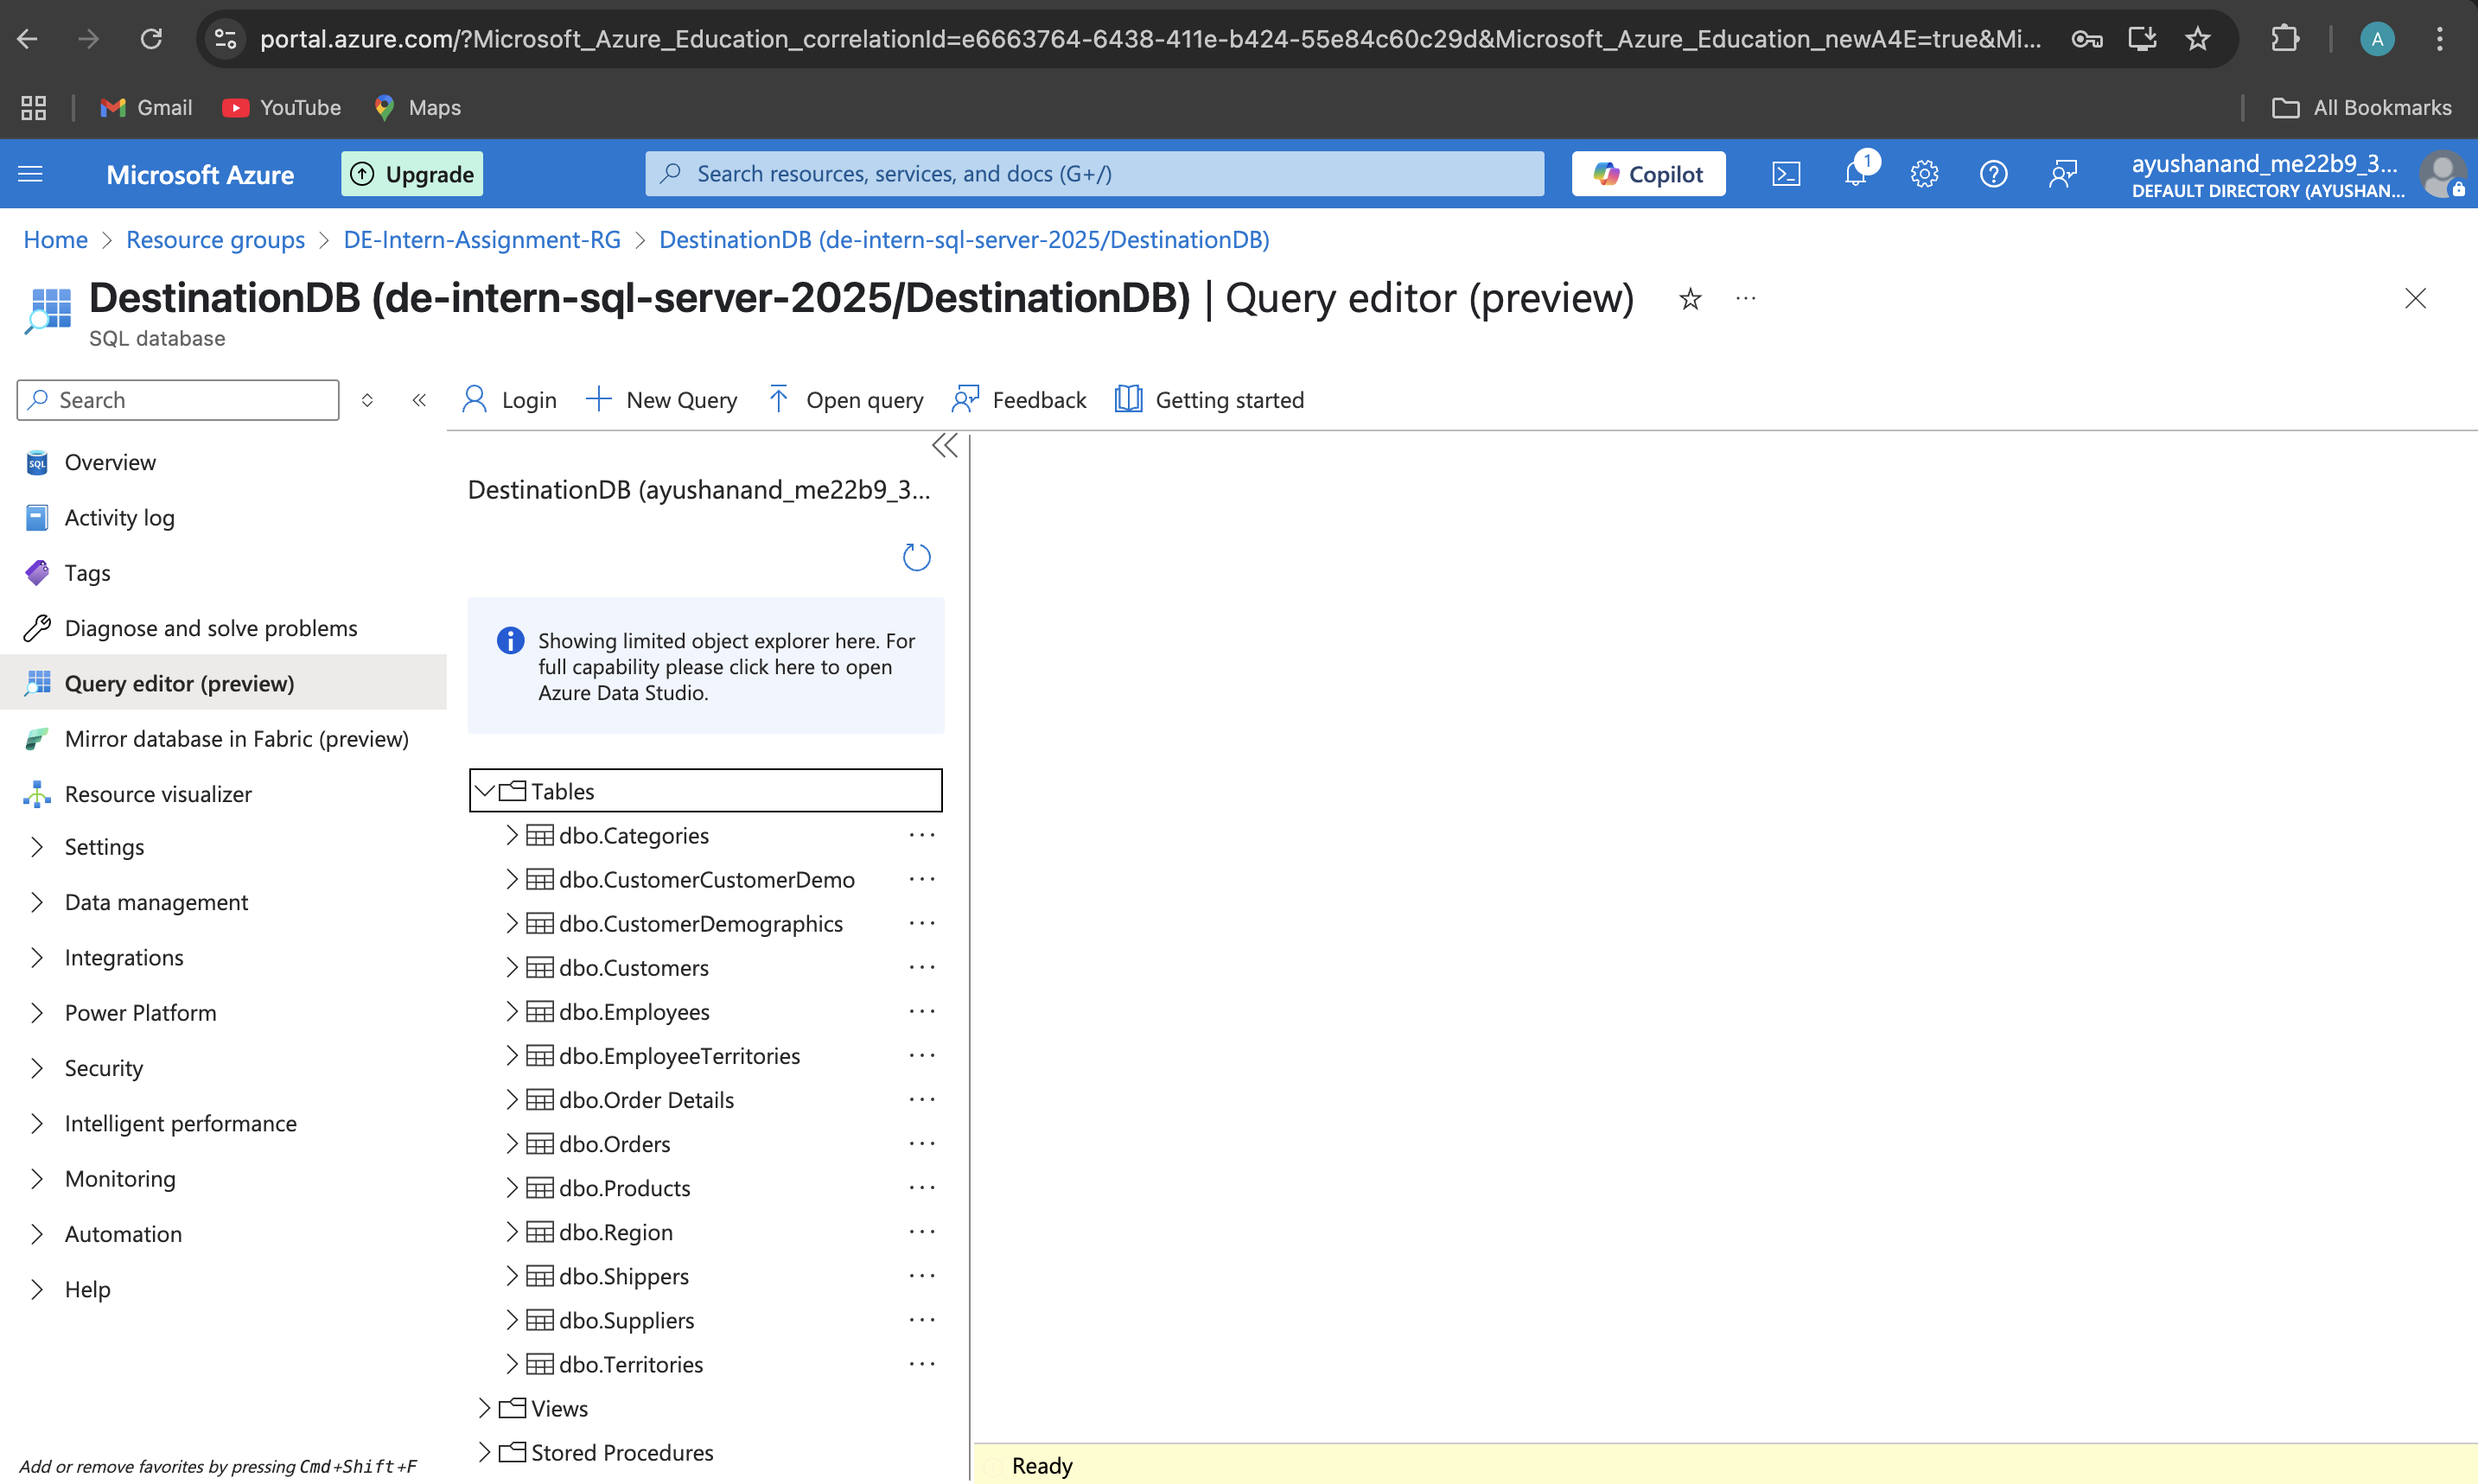 portal.azure.com/?Microsoft_Azure_Education_correlationId=e6663764-6438-411e-b424-55e84c60c29d&Microsoft_Azure_Education_newA4E=true&Mi...
A
Gmail
YouTube
Maps
All Bookmarks
Microsoft Azure
Upgrade
Search resources, services, and docs (G+/)
Copilot
1
ayushanand_me22b9_3...
DEFAULT DIRECTORY (AYUSHAN...
Home > Resource groups > DE-Intern-Assignment-RG > DestinationDB (de-intern-sql-server-2025/DestinationDB)
DestinationDB (de-intern-sql-server-2025/DestinationDB) | Query editor (preview)
SQL database
Search
Overview
Activity log
Tags
Diagnose and solve problems
Query editor (preview)
Mirror database in Fabric (preview)
Resource visualizer
Settings
Data management
Integrations
Power Platform
Security
Intelligent performance
Monitoring
Automation
Help
Add or remove favorites by pressing Cmd+Shift+F
Login
New Query
Open query
Feedback
Getting started
DestinationDB (ayushanand_me22b9_3...
Showing limited object explorer here. For
full capability please click here to open
Azure Data Studio.
Tables
dbo.Categories
dbo.CustomerCustomerDemo
dbo.CustomerDemographics
dbo.Customers
dbo.Employees
dbo.EmployeeTerritories
dbo.Order Details
dbo.Orders
dbo.Products
dbo.Region
dbo.Shippers
dbo.Suppliers
dbo.Territories
Views
Stored Procedures
Ready